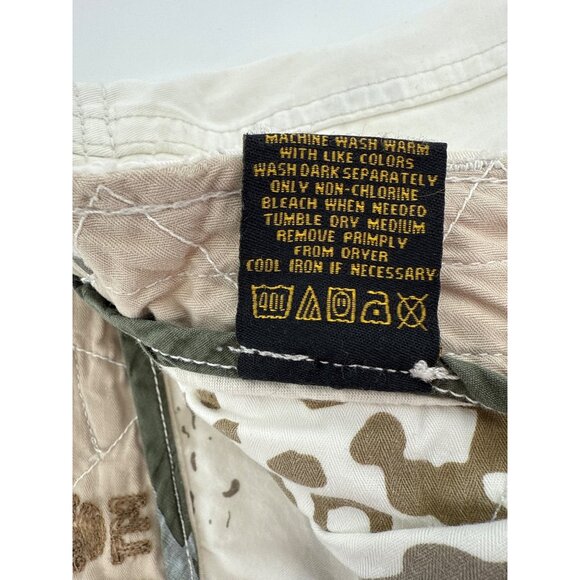 MACHINE WASH WARM
WITH LIKE COLORS
WASH DARK SEPARATELY
ONLY NON-CHLORINE
BLEACH WHEN NEEDED
TUMBLE DRY MEDIUM
REMOVE PRIMPLY
FROM DRYER
COOL IRON IF NECESSARY
40L